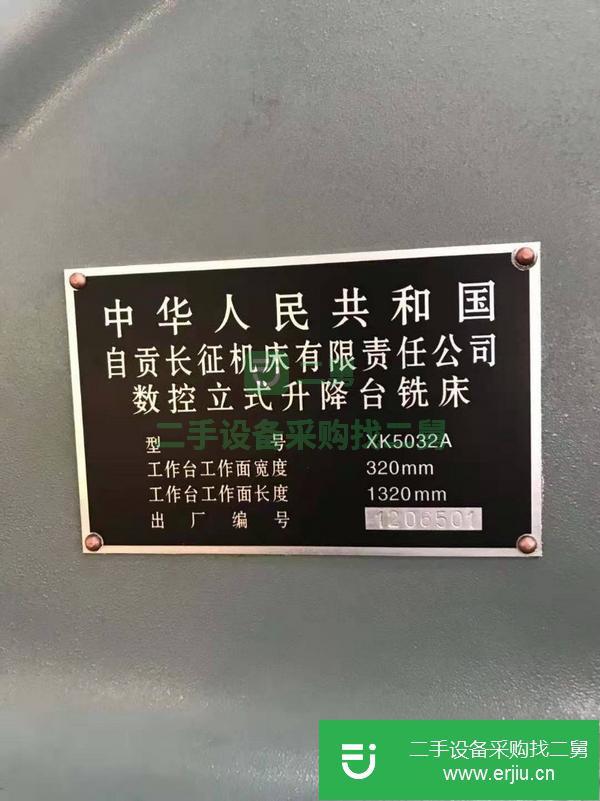 中华人民共和国
自贡长征机床有限责任公司
数控立式升降台铣床
型 号 XK5032A
工作台工作面宽度 320mm
工作台工作面长度 1320mm
出厂编号 1206501
二舅
二手设备采购找二舅
二手设备采购找二舅
www.erjiu.cn